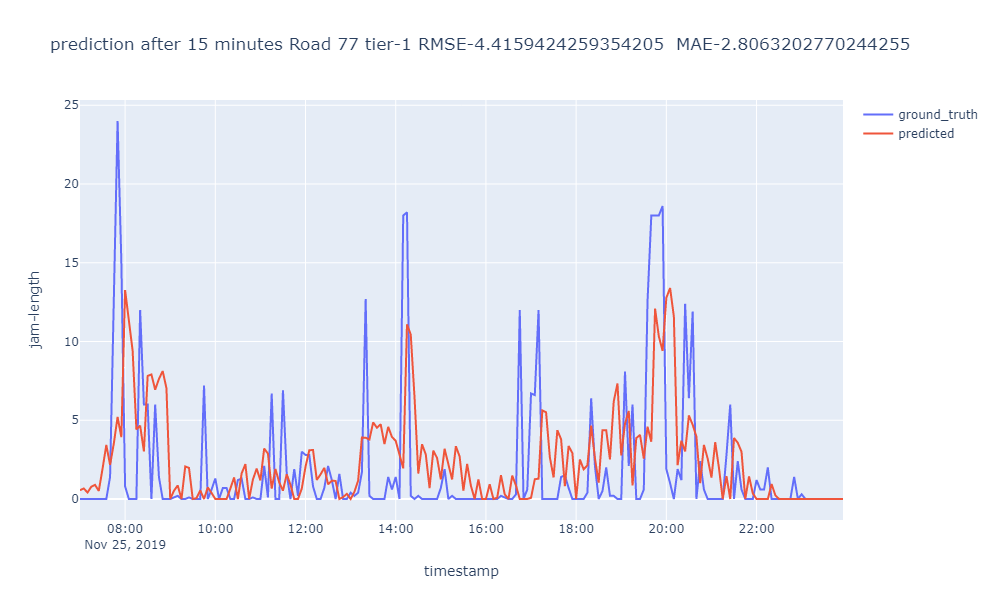 prediction after 15 minutes Road 77 tier-1 RMSE-4.4159424259354205  MAE-2.8063202770244255
ground_truth
predicted
25
20
15
10
5
0
jam-length
08:00 10:00 12:00 14:00 16:00 18:00 20:00 22:00
Nov 25, 2019
timestamp